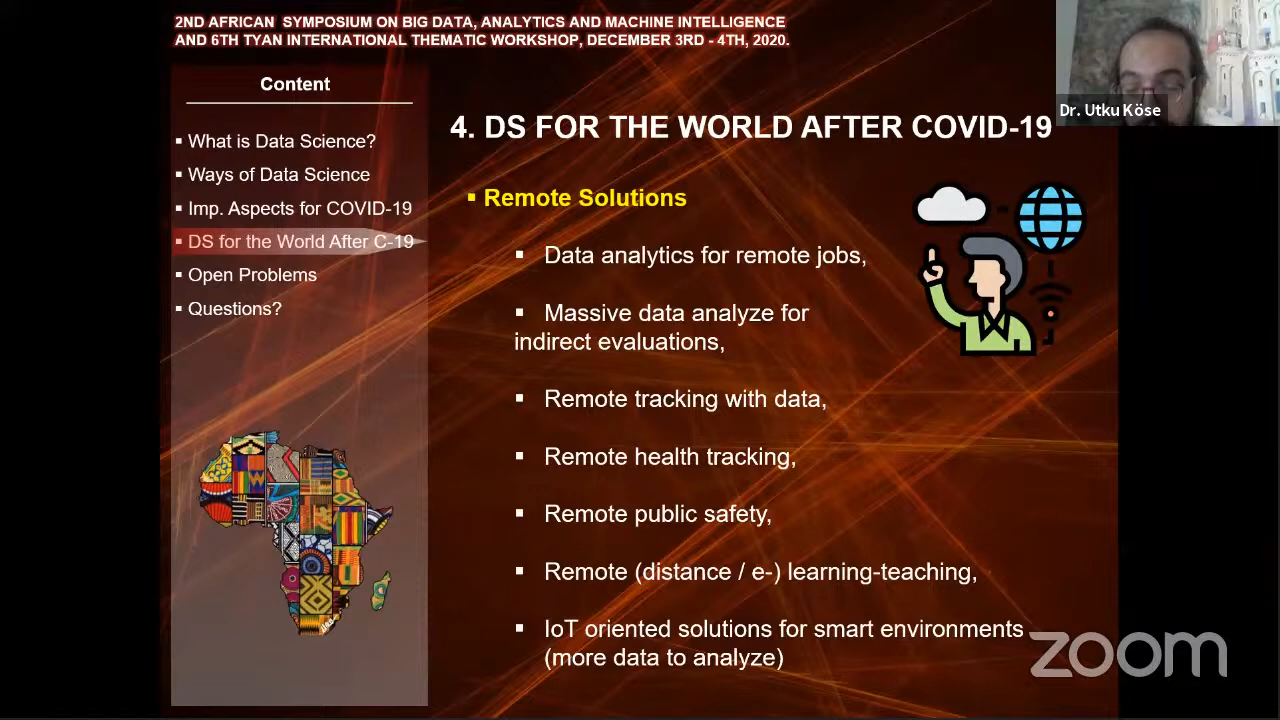 2ND AFRICAN SYMPOSIUM ON BIG DATA, ANALYTICS AND MACHINE INTELLIGENCE
AND 6TH TYAN INTERNATIONAL THEMATIC WORKSHOP, DECEMBER 3RD - 4TH, 2020.
Content
▪ What is Data Science?
▪ Ways of Data Science
▪ Imp. Aspects for COVID-19
▪ DS for the World After C-19
▪ Open Problems
▪ Questions?
Dr. Utku Köse
4. DS FOR THE WORLD AFTER COVID-19
▪ Remote Solutions
▪ Data analytics for remote jobs,
▪ Massive data analyze for
indirect evaluations,
▪ Remote tracking with data,
▪ Remote health tracking,
▪ Remote public safety,
▪ Remote (distance / e-) learning-teaching,
▪ IoT oriented solutions for smart environments
(more data to analyze)
zoom